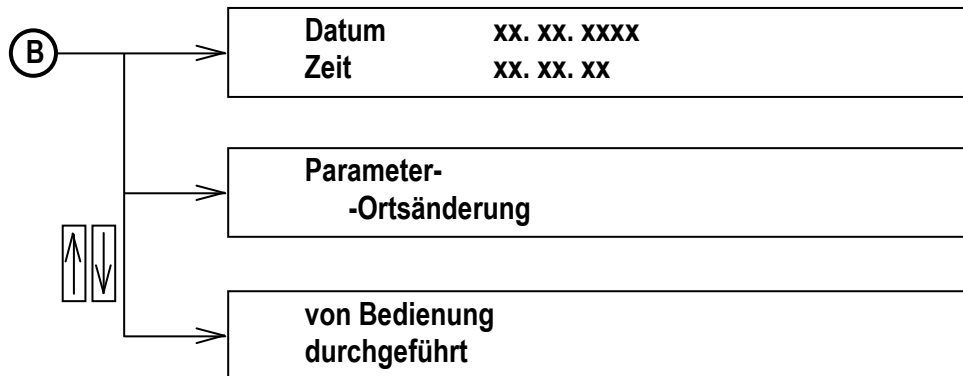 B
Datum xx. xx. xxxx
Zeit xx. xx. xx
Parameter-
-Ortsänderung
von Bedienung
durchgeführt